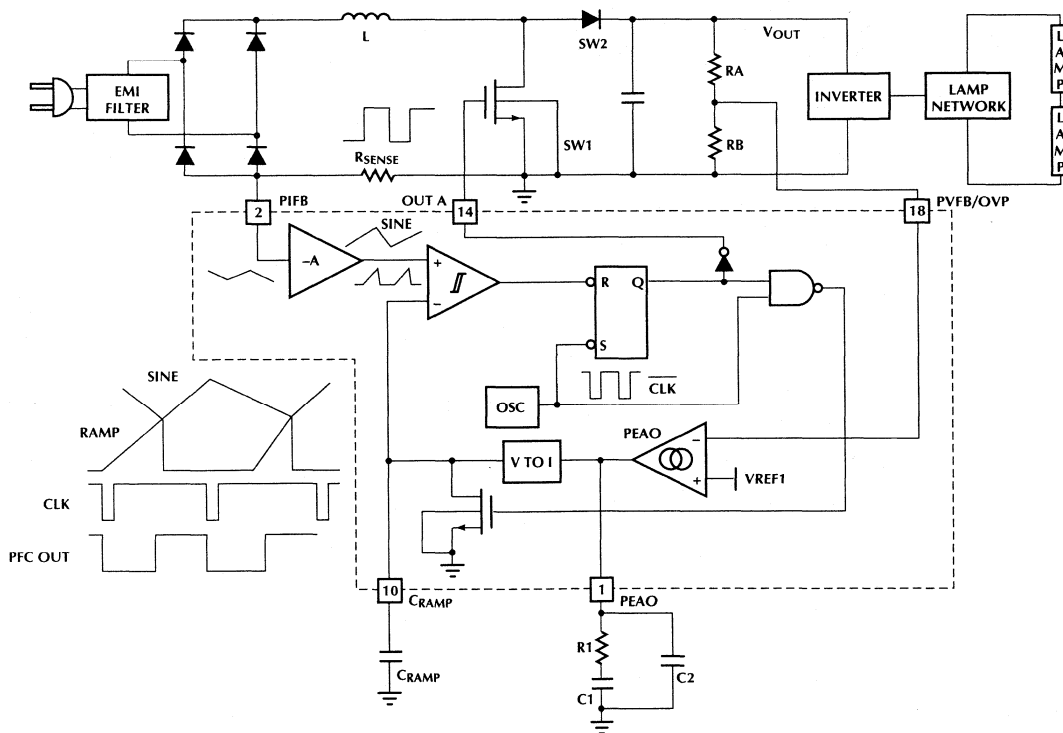 L
SW2
VOUT
EMI
FILTER
RA
INVERTER
LAMP
NETWORK
L
A
M
P
L
A
M
P
RSENSE
SW1
RB
2
PIFB
OUT A
14
18
PVFB/OVP
SINE
–A
+
–
R
Q
S
SINE
RAMP
CLK
PFC OUT
OSC
CLK
PEAO
V TO I
–
+
VREF1
10
CRAMP
1
PEAO
CRAMP
R1
C1
C2